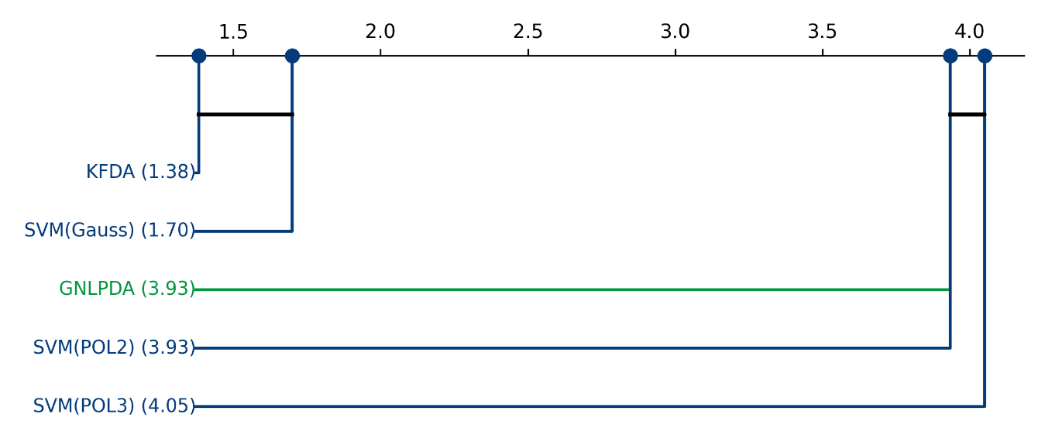 1.5 2.0 2.5 3.0 3.5 4.0
KFDA (1.38)
SVM(Gauss) (1.70)
GNLPDA (3.93)
SVM(POL2) (3.93)
SVM(POL3) (4.05)